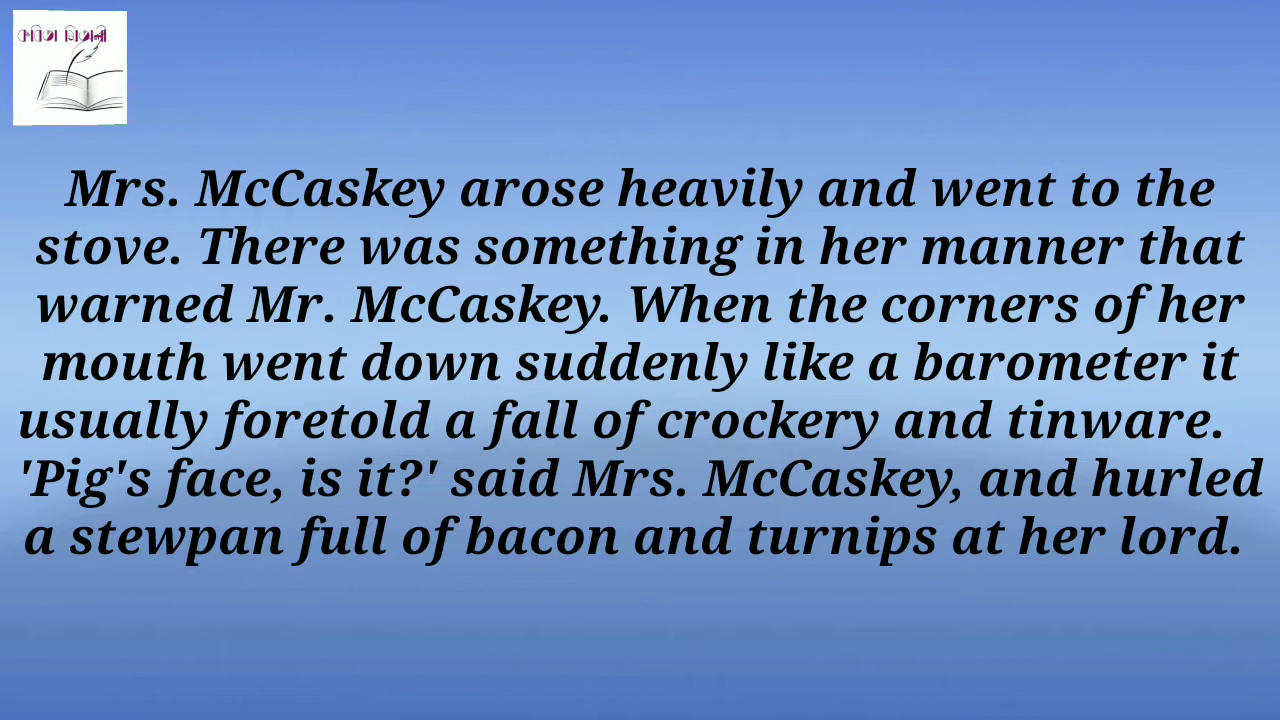 কবিতা মিতালী
Mrs. McCaskey arose heavily and went to the
stove. There was something in her manner that
warned Mr. McCaskey. When the corners of her
mouth went down suddenly like a barometer it
usually foretold a fall of crockery and tinware.
'Pig's face, is it?' said Mrs. McCaskey, and hurled
a stewpan full of bacon and turnips at her lord.